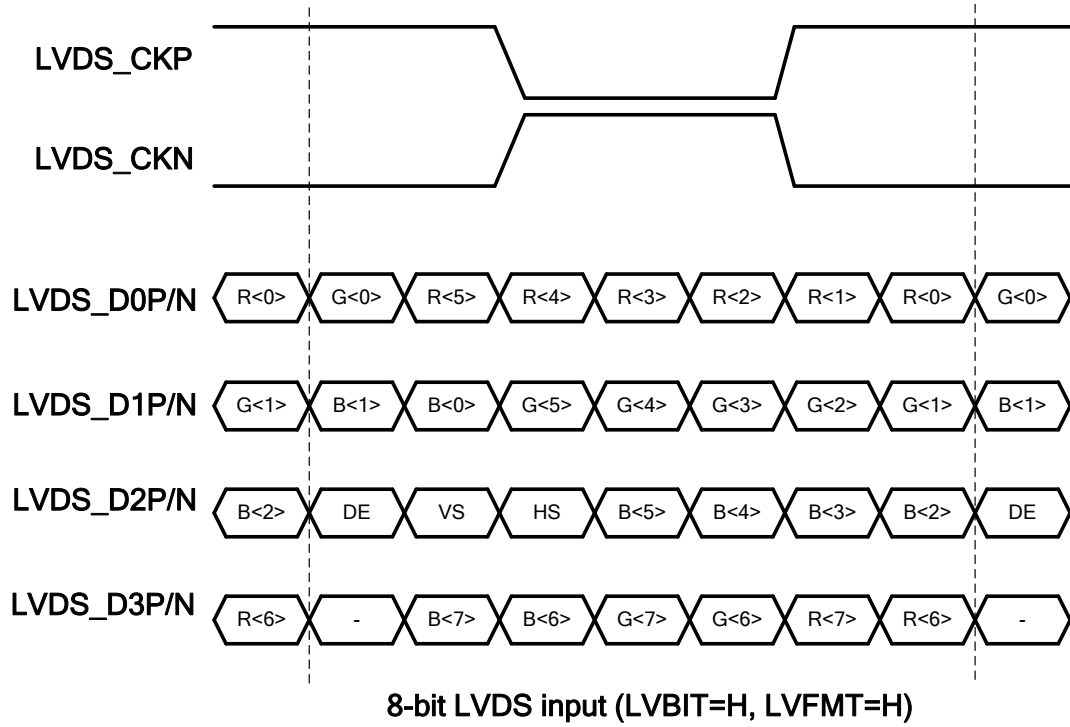 LVDS_CKP
LVDS_CKN
LVDS_D0P/N R<0> G<0> R<5> R<4> R<3> R<2> R<1> R<0> G<0>
LVDS_D1P/N G<1> B<1> B<0> G<5> G<4> G<3> G<2> G<1> B<1>
LVDS_D2P/N B<2> DE VS HS B<5> B<4> B<3> B<2> DE
LVDS_D3P/N R<6> - B<7> B<6> G<7> G<6> R<7> R<6> -
8-bit LVDS input (LVBIT=H, LVFMT=H)